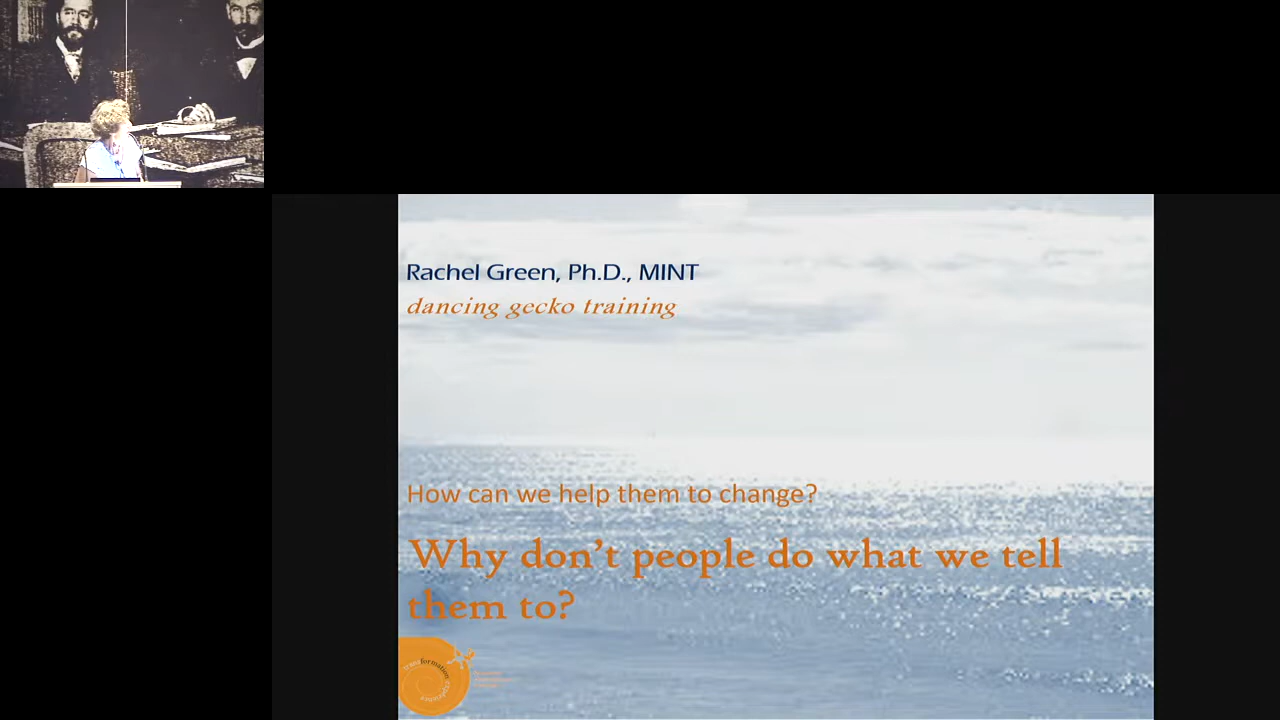 Rachel Green, Ph.D., MINT
dancing gecko training
How can we help them to change?
Why don't people do what we tell
them to?